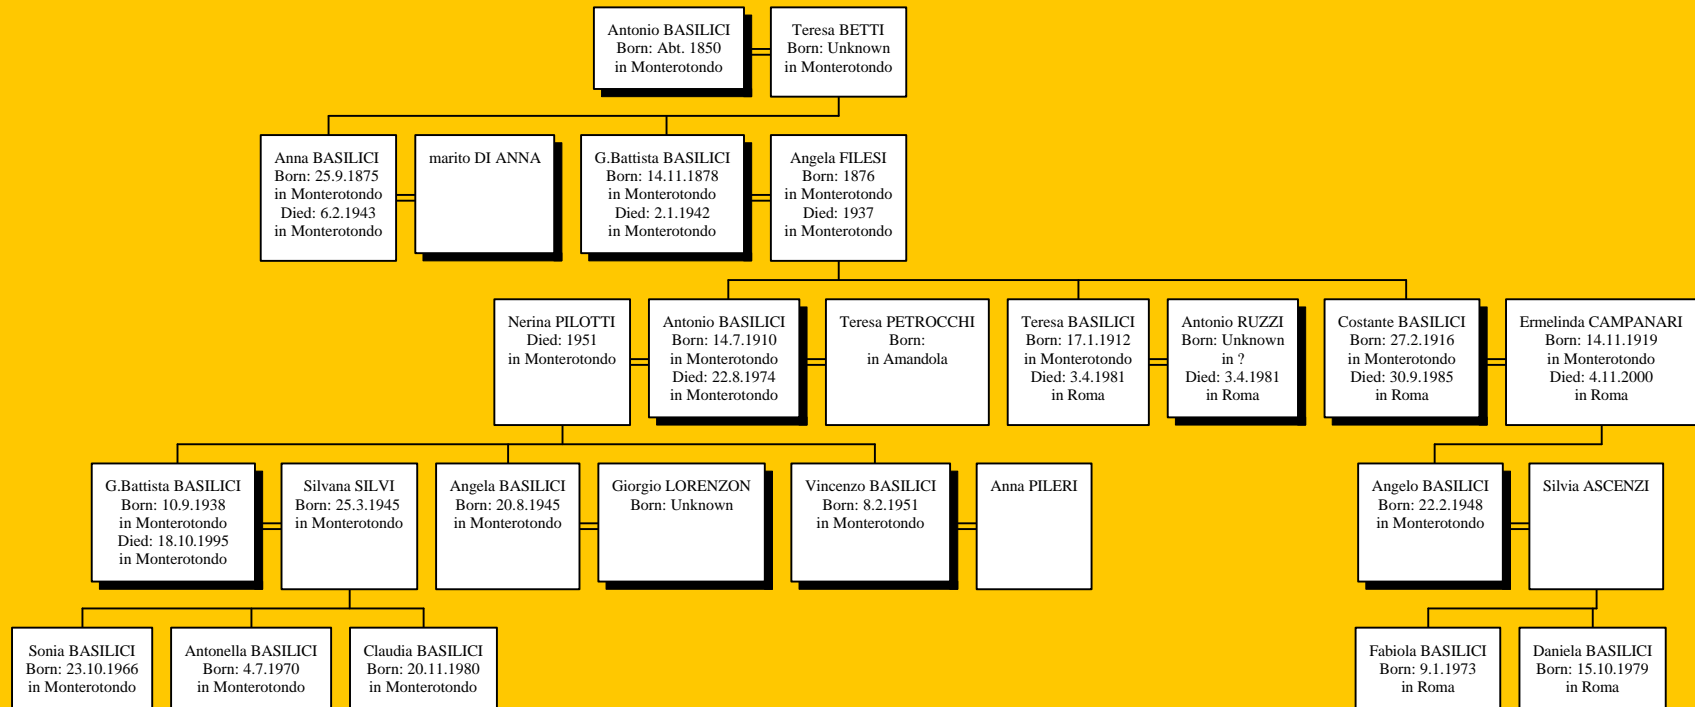 Antonio BASILICI
Born: Abt. 1850
in Monterotondo
Teresa BETTI
Born: Unknown
in Monterotondo
Anna BASILICI
Born: 25.9.1875
in Monterotondo
Died: 6.2.1943
in Monterotondo
marito DI ANNA
G.Battista BASILICI
Born: 14.11.1878
in Monterotondo
Died: 2.1.1942
in Monterotondo
Angela FILESI
Born: 1876
in Monterotondo
Died: 1937
in Monterotondo
Nerina PILOTTI
Died: 1951
in Monterotondo
Antonio BASILICI
Born: 14.7.1910
in Monterotondo
Died: 22.8.1974
in Monterotondo
Teresa PETROCCHI
Born:
in Amandola
Teresa BASILICI
Born: 17.1.1912
in Monterotondo
Died: 3.4.1981
in Roma
Antonio RUZZI
Born: Unknown
in ?
Died: 3.4.1981
in Roma
Costante BASILICI
Born: 27.2.1916
in Monterotondo
Died: 30.9.1985
in Roma
Ermelinda CAMPANARI
Born: 14.11.1919
in Monterotondo
Died: 4.11.2000
in Roma
G.Battista BASILICI
Born: 10.9.1938
in Monterotondo
Died: 18.10.1995
in Monterotondo
Silvana SILVI
Born: 25.3.1945
in Monterotondo
Angela BASILICI
Born: 20.8.1945
in Monterotondo
Giorgio LORENZON
Born: Unknown
Vincenzo BASILICI
Born: 8.2.1951
in Monterotondo
Anna PILERI
Angelo BASILICI
Born: 22.2.1948
in Monterotondo
Silvia ASCENZI
Sonia BASILICI
Born: 23.10.1966
in Monterotondo
Antonella BASILICI
Born: 4.7.1970
in Monterotondo
Claudia BASILICI
Born: 20.11.1980
in Monterotondo
Fabiola BASILICI
Born: 9.1.1973
in Roma
Daniela BASILICI
Born: 15.10.1979
in Roma